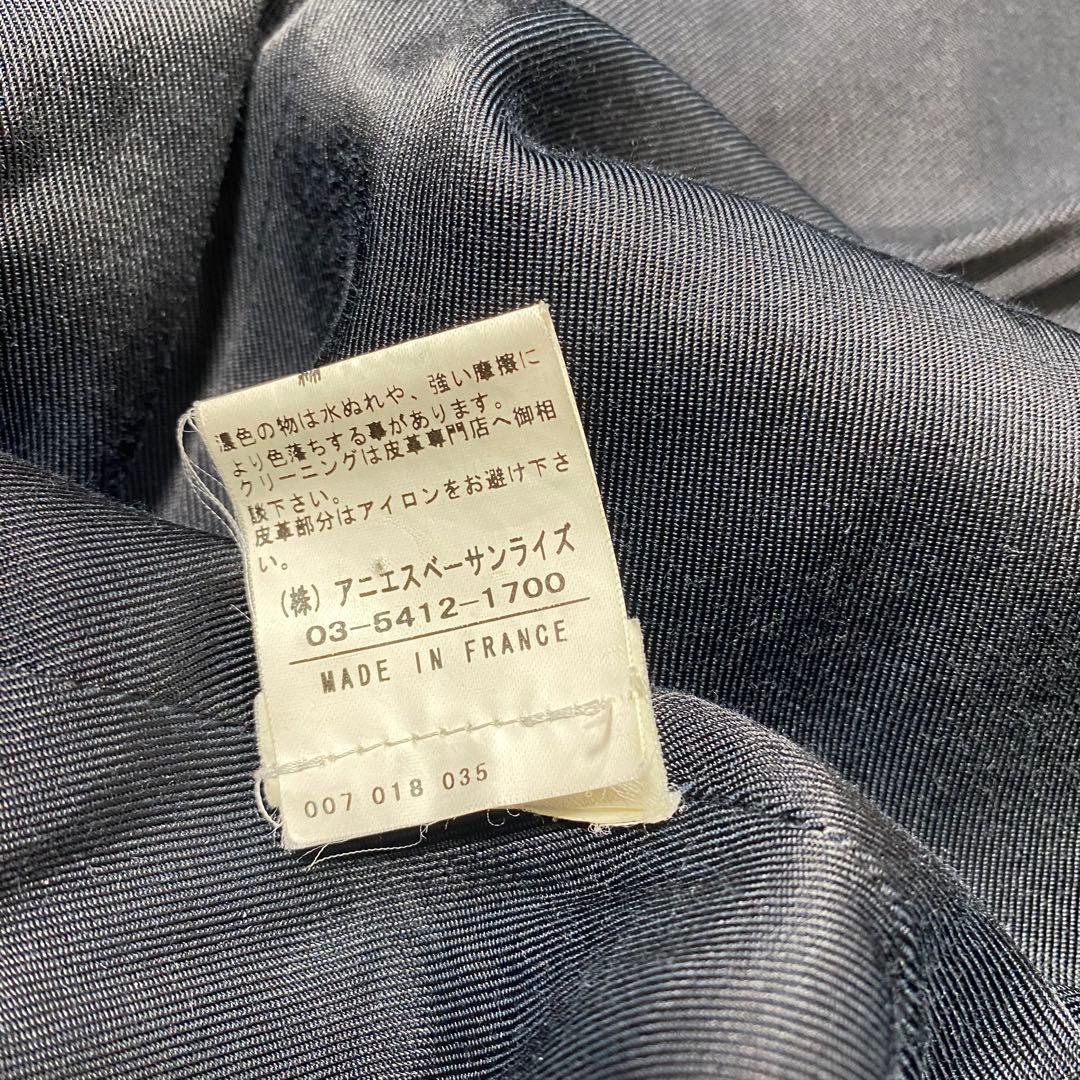 綿
濃色の物は水ぬれや、強い摩擦に
より色落ちする事があります。
クリーニングは皮革専門店へ御相
談下さい。
皮革部分はアイロンをお避け下さ
い。
(株)アニエスベーサンライズ
03-5412-1700
MADE IN FRANCE
007 018 035